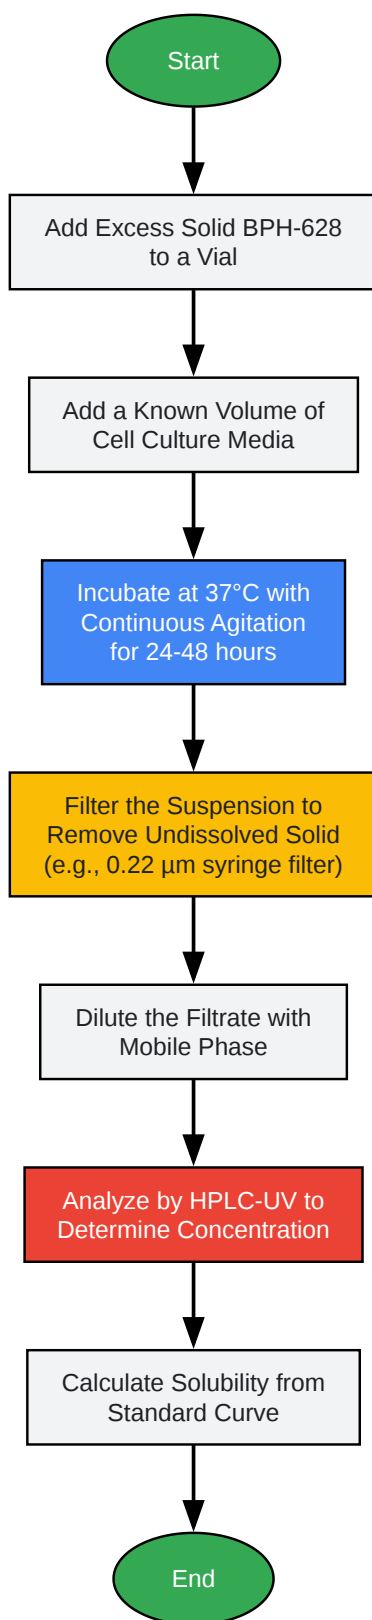 Start
Add Excess Solid BPH-628
to a Vial
Add a Known Volume of
Cell Culture Media
Incubate at 37°C with
Continuous Agitation
for 24-48 hours
Filter the Suspension to
Remove Undissolved Solid
(e.g., 0.22 µm syringe filter)
Dilute the Filtrate with
Mobile Phase
Analyze by HPLC-UV to
Determine Concentration
Calculate Solubility from
Standard Curve
End